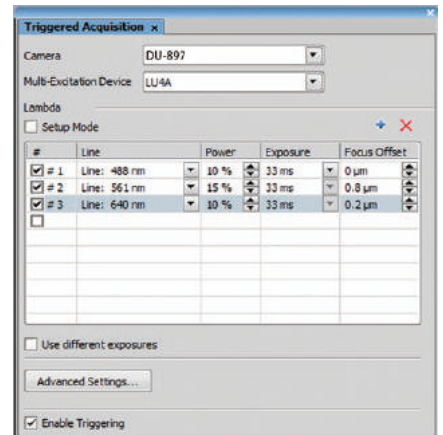 Triggered Acquisition x
Camera DU-897
Multi-Excitation Device LU4A
Lambda
Setup Mode
# Line Power Exposure Focus Offset
# 1 Line: 488 nm 10 % 33 ms 0 µm
# 2 Line: 561 nm 15 % 33 ms 0.8 µm
# 3 Line: 640 nm 10 % 33 ms 0.2 µm
Use different exposures
Advanced Settings...
Enable Triggering